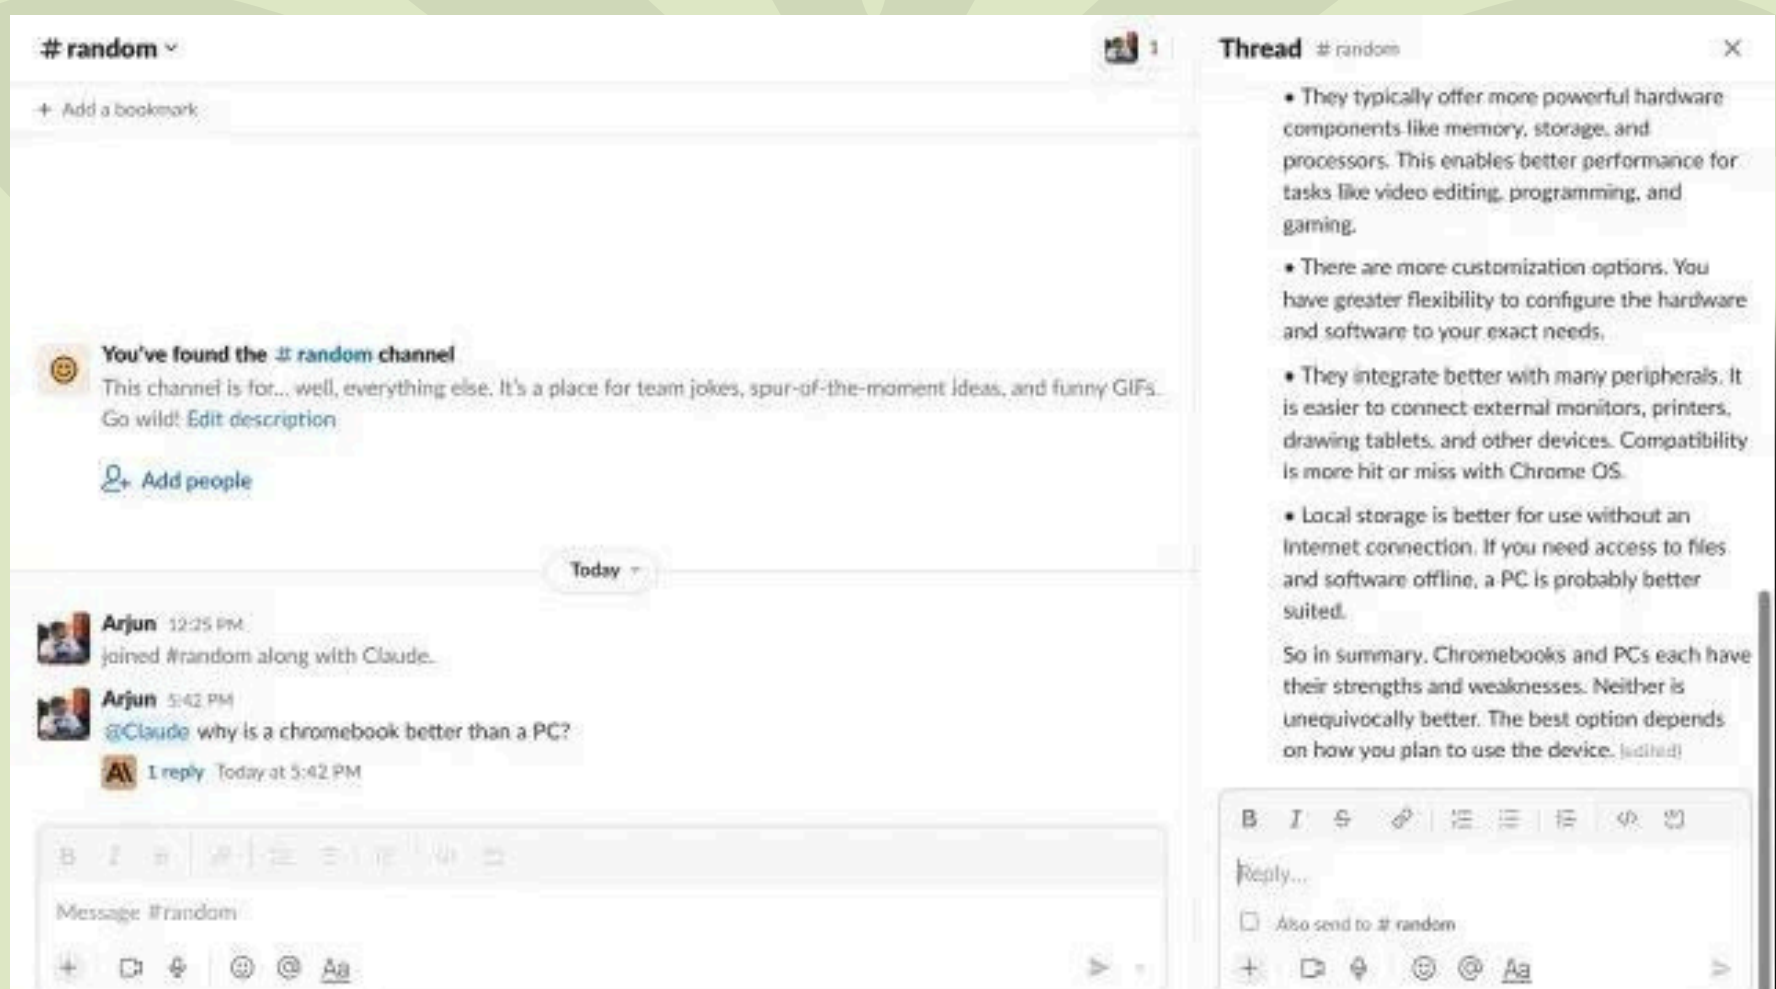 # random
1
+ Add a bookmark
You've found the # random channel
This channel is for... well, everything else. It's a place for team jokes, spur-of-the-moment ideas, and funny GIFs.
Go wild! Edit description
Add people
Today
Arjun 12:25 PM
joined #random along with Claude.
Arjun 5:42 PM
@Claude why is a chromebook better than a PC?
1 reply Today at 5:42 PM
B I S
Message #random
+ @ Aa
Thread # random
• They typically offer more powerful hardware
components like memory, storage, and
processors. This enables better performance for
tasks like video editing, programming, and
gaming.
• There are more customization options. You
have greater flexibility to configure the hardware
and software to your exact needs.
• They integrate better with many peripherals. It
is easier to connect external monitors, printers,
drawing tablets, and other devices. Compatibility
is more hit or miss with Chrome OS.
• Local storage is better for use without an
Internet connection. If you need access to files
and software offline, a PC is probably better
suited.
So in summary, Chromebooks and PCs each have
their strengths and weaknesses. Neither is
unequivocally better. The best option depends
on how you plan to use the device. (edited)
B I S
Reply...
Also send to # random
+ @ Aa